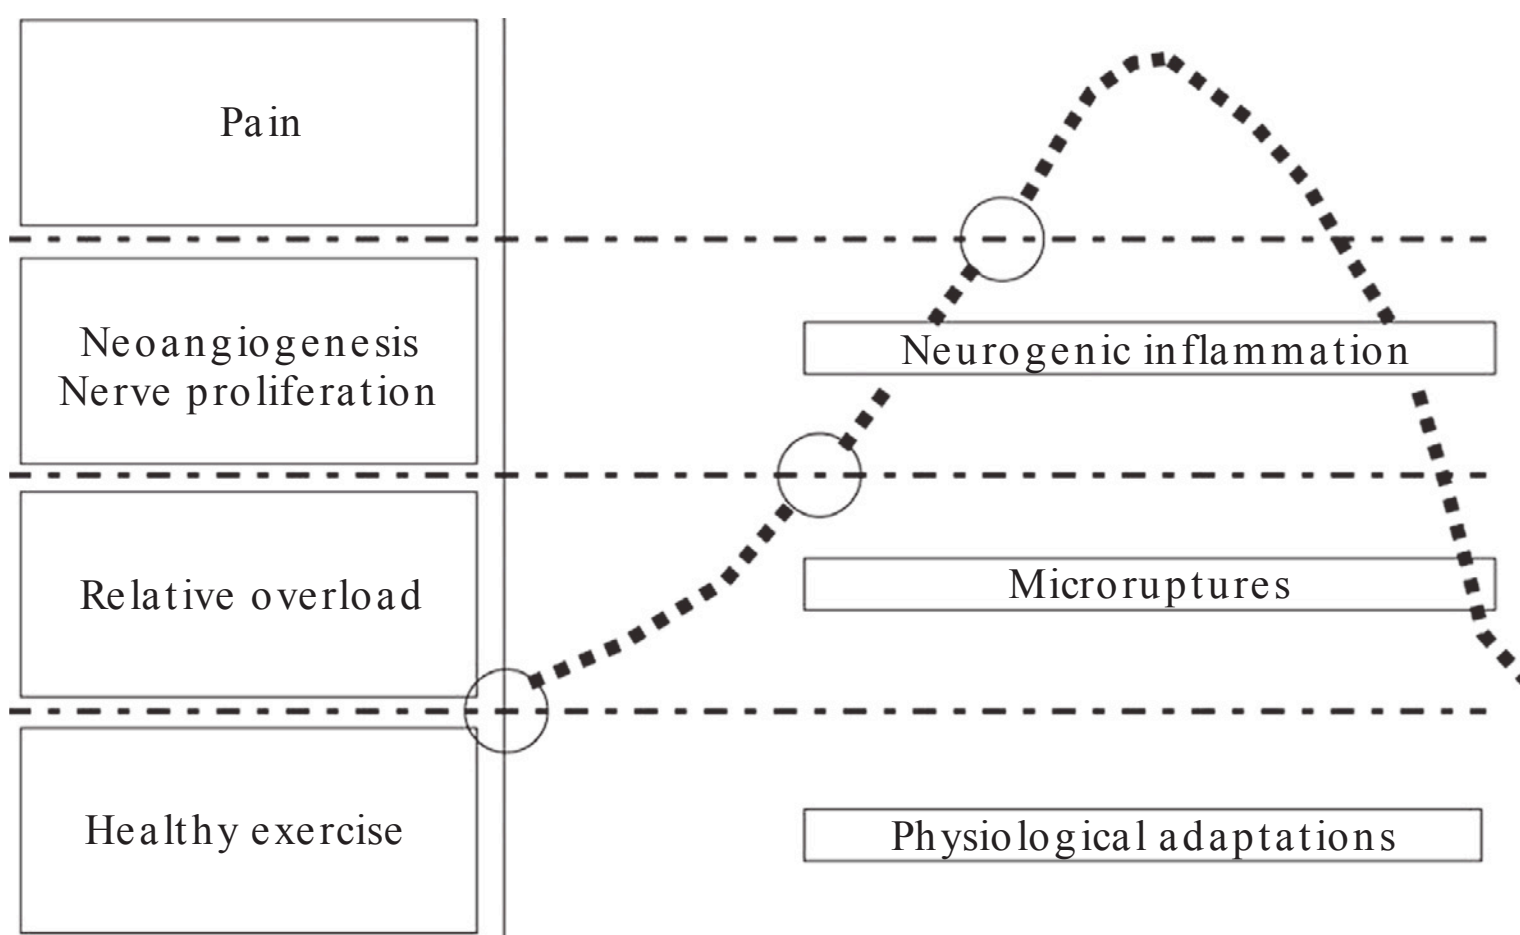 Pain
Neoangiogenesis
Nerve proliferation
Neurogenic inflammation
Relative overload
Microruptures
Healthy exercise
Physiological adaptations